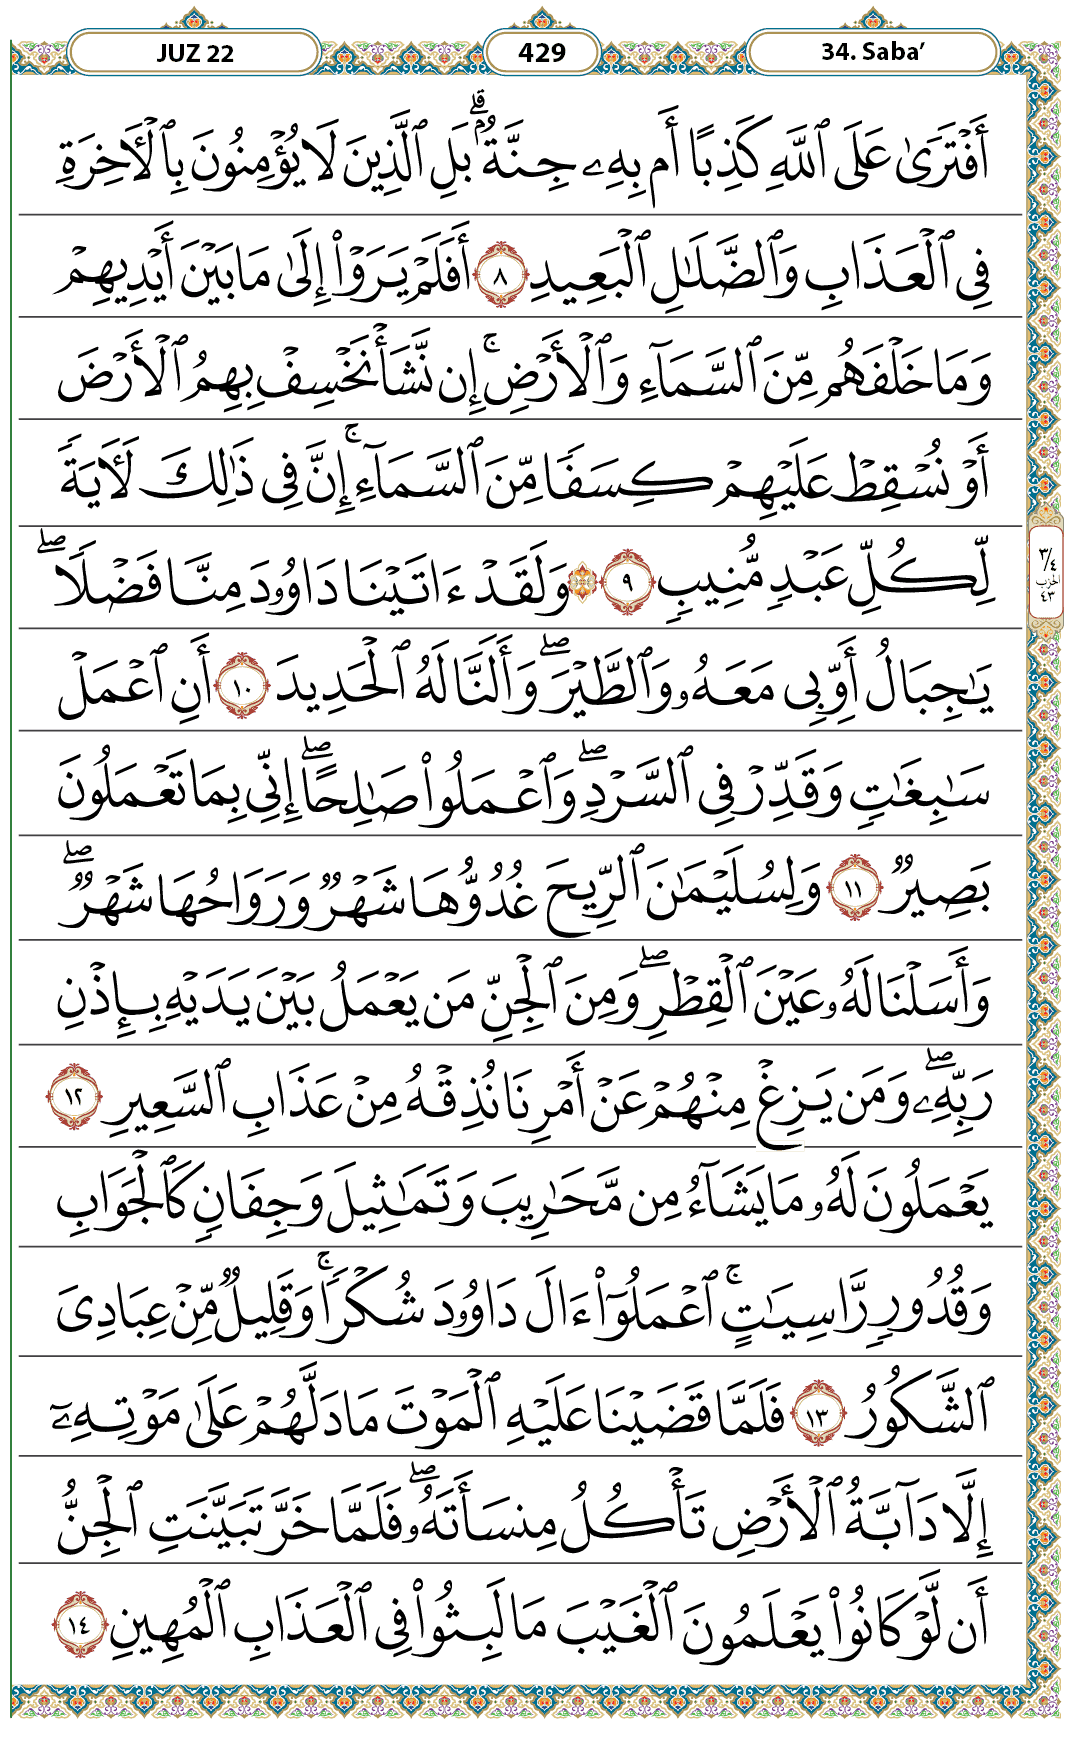 JUZ 22
429
34. Saba’
أَفْتَرَىٰ عَلَى ٱللَّهِ كَذِبًا أَم بِهِۦ جِنَّةُۢ ۗ بَلِ ٱلَّذِينَ لَا يُؤْمِنُونَ بِٱلْأَخِرَةِ
فِى ٱلْعَذَابِ وَٱلضَّلَـٰلِ ٱلْبَعِيدِ ٨ أَفَلَمْ يَرَوْا۟ إِلَىٰ مَا بَيْنَ أَيْدِيهِمْ
وَمَا خَلْفَهُم مِّنَ ٱلسَّمَآءِ وَٱلْأَرْضِ ۚ إِن نَّشَأْ نَخْسِفْ بِهِمُ ٱلْأَرْضَ
أَوْ نُسْقِطْ عَلَيْهِمْ كِسَفًا مِّنَ ٱلسَّمَآءِ ۚ إِنَّ فِى ذَٰلِكَ لَـَٔايَةً
لِّكُلِّ عَبْدٍ مُّنِيبٍ ٩ ۞ وَلَقَدْ ءَاتَيْنَا دَاوُۥدَ مِنَّا فَضْلًا ۖ
يَـٰجِبَالُ أَوِّبِى مَعَهُۥ وَٱلطَّيْرَ ۖ وَأَلَنَّا لَهُ ٱلْحَدِيدَ ١٠ أَنِ ٱعْمَلْ
سَـٰبِغَـٰتٍ وَقَدِّرْ فِى ٱلسَّرْدِ ۖ وَٱعْمَلُوا۟ صَـٰلِحًا ۖ إِنِّى بِمَا تَعْمَلُونَ
بَصِيرٌ ١١ وَلِسُلَيْمَـٰنَ ٱلرِّيحَ غُدُوُّهَا شَهْرٌ وَرَوَاحُهَا شَهْرٌ ۖ
وَأَسَلْنَا لَهُۥ عَيْنَ ٱلْقِطْرِ ۖ وَمِنَ ٱلْجِنِّ مَن يَعْمَلُ بَيْنَ يَدَيْهِ بِإِذْنِ
رَبِّهِۦ ۖ وَمَن يَزِغْ مِنْهُمْ عَنْ أَمْرِنَا نُذِقْهُ مِنْ عَذَابِ ٱلسَّعِيرِ ١٢
يَعْمَلُونَ لَهُۥ مَا يَشَآءُ مِن مَّحَـٰرِيبَ وَتَمَـٰثِيلَ وَجِفَانٍ كَٱلْجَوَابِ
وَقُدُورٍ رَّاسِيَـٰتٍ ۚ ٱعْمَلُوٓا۟ ءَالَ دَاوُۥدَ شُكْرًا ۚ وَقَلِيلٌ مِّنْ عِبَادِىَ
ٱلشَّكُورُ ١٣ فَلَمَّا قَضَيْنَا عَلَيْهِ ٱلْمَوْتَ مَا دَلَّهُمْ عَلَىٰ مَوْتِهِۦٓ
إِلَّا دَآبَّةُ ٱلْأَرْضِ تَأْكُلُ مِنسَأَتَهُۥ ۖ فَلَمَّا خَرَّ تَبَيَّنَتِ ٱلْجِنُّ
أَن لَّوْ كَانُوا۟ يَعْلَمُونَ ٱلْغَيْبَ مَا لَبِثُوا۟ فِى ٱلْعَذَابِ ٱلْمُهِينِ ١٤
٣/٤
الحزب
٤٣